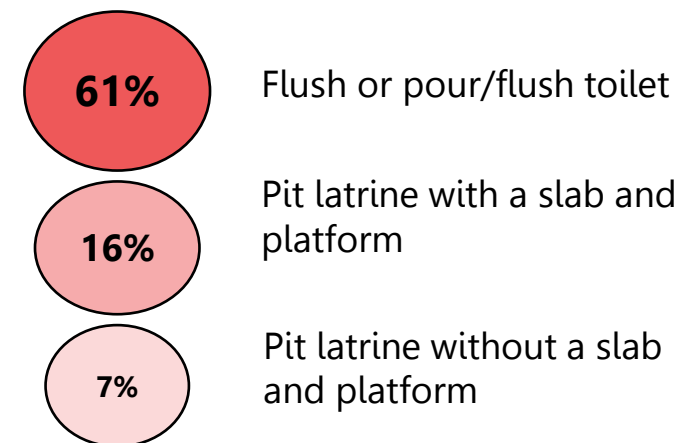 61%
Flush or pour/flush toilet
16%
Pit latrine with a slab and
platform
7%
Pit latrine without a slab
and platform